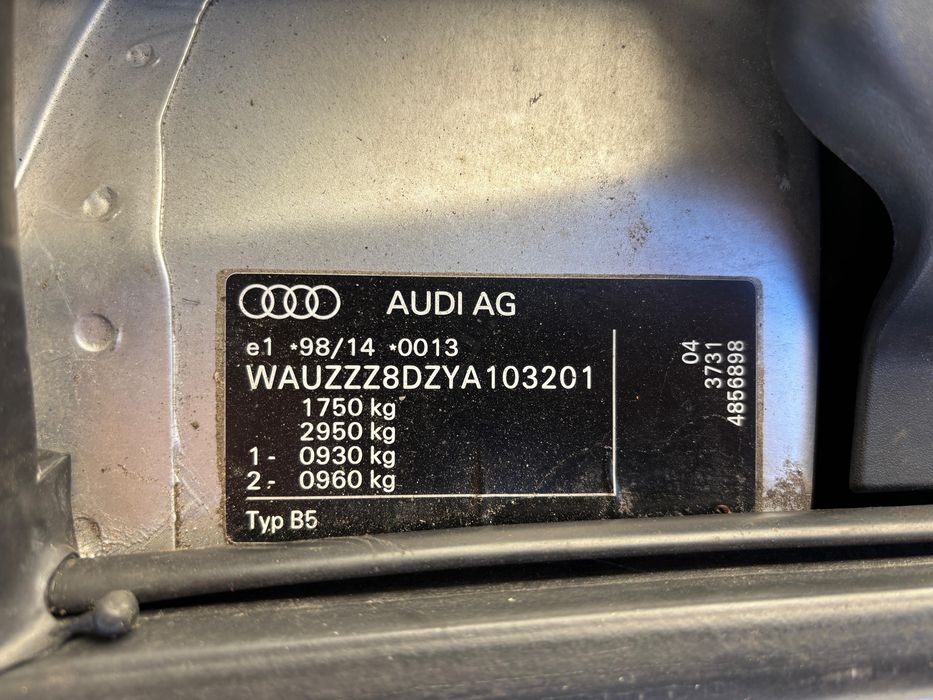 AUDI AG
e1 *98/14 *0013
WAUZZZ8DZYA103201
1750 kg
2950 kg
1- 0930 kg
2- 0960 kg
Typ B5
04
3731
4856898